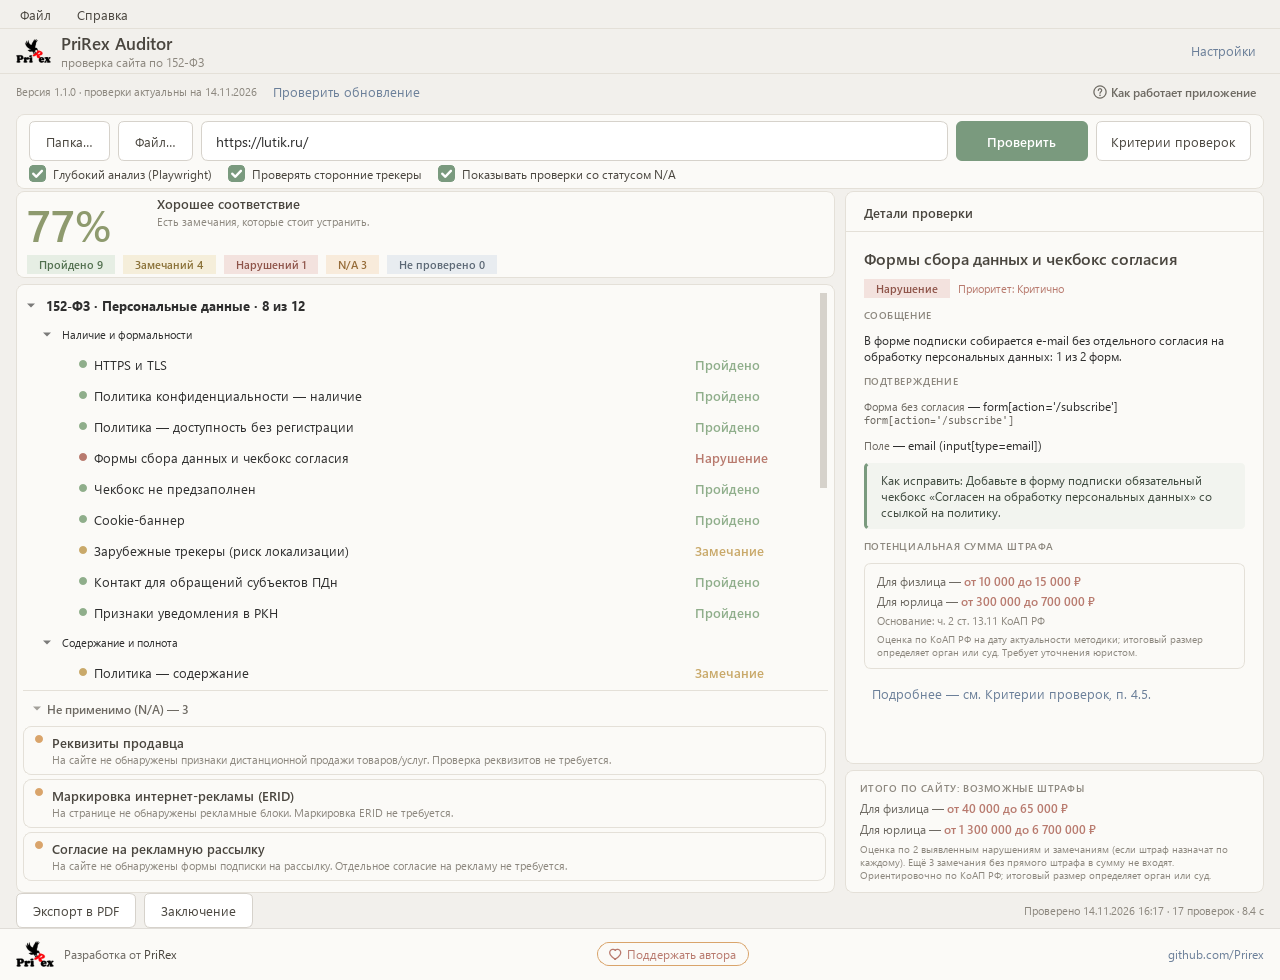 Файл Справка
PriRex
PriRex Auditor
проверка сайта по 152-ФЗ
Настройки
Версия 1.1.0 · проверки актуальны на 14.11.2026 Проверить обновление
Как работает приложение
Папка... Файл... https://lutik.ru/ Проверить Критерии проверок
Глубокий анализ (Playwright) Проверять сторонние трекеры Показывать проверки со статусом N/A
77%
Хорошее соответствие
Есть замечания, которые стоит устранить.
Пройдено 9 Замечаний 4 Нарушений 1 N/A 3 Не проверено 0
152-ФЗ · Персональные данные · 8 из 12
Наличие и формальности
HTTPS и TLS Пройдено
Политика конфиденциальности — наличие Пройдено
Политика — доступность без регистрации Пройдено
Формы сбора данных и чекбокс согласия Нарушение
Чекбокс не предзаполнен Пройдено
Cookie-баннер Пройдено
Зарубежные трекеры (риск локализации) Замечание
Контакт для обращений субъектов ПДн Пройдено
Признаки уведомления в РКН Пройдено
Содержание и полнота
Политика — содержание Замечание
Не применимо (N/A) — 3
Реквизиты продавца
На сайте не обнаружены признаки дистанционной продажи товаров/услуг. Проверка реквизитов не требуется.
Маркировка интернет-рекламы (ERID)
На странице не обнаружены рекламные блоки. Маркировка ERID не требуется.
Согласие на рекламную рассылку
На сайте не обнаружены формы подписки на рассылку. Отдельное согласие на рекламу не требуется.
Детали проверки
Формы сбора данных и чекбокс согласия
Нарушение Приоритет: Критично
СООБЩЕНИЕ
В форме подписки собирается e-mail без отдельного согласия на
обработку персональных данных: 1 из 2 форм.
ПОДТВЕРЖДЕНИЕ
Форма без согласия — form[action='/subscribe']
form[action='/subscribe']
Поле — email (input[type=email])
Как исправить: Добавьте в форму подписки обязательный
чекбокс «Согласен на обработку персональных данных» со
ссылкой на политику.
ПОТЕНЦИАЛЬНАЯ СУММА ШТРАФА
Для физлица — от 10 000 до 15 000 ₽
Для юрлица — от 300 000 до 700 000 ₽
Основание: ч. 2 ст. 13.11 КоАП РФ
Оценка по КоАП РФ на дату актуальности методики; итоговый размер
определяет орган или суд. Требует уточнения юристом.
Подробнее — см. Критерии проверок, п. 4.5.
ИТОГО ПО САЙТУ: ВОЗМОЖНЫЕ ШТРАФЫ
Для физлица — от 40 000 до 65 000 ₽
Для юрлица — от 1 300 000 до 6 700 000 ₽
Оценка по 2 выявленным нарушениям и замечаниям (если штраф назначат по
каждому). Ещё 3 замечания без прямого штрафа в сумму не входят.
Ориентировочно по КоАП РФ; итоговый размер определяет орган или суд.
Экспорт в PDF Заключение
Проверено 14.11.2026 16:17 · 17 проверок · 8.4 с
PriRex
Разработка от PriRex
Поддержать автора
github.com/Prirex